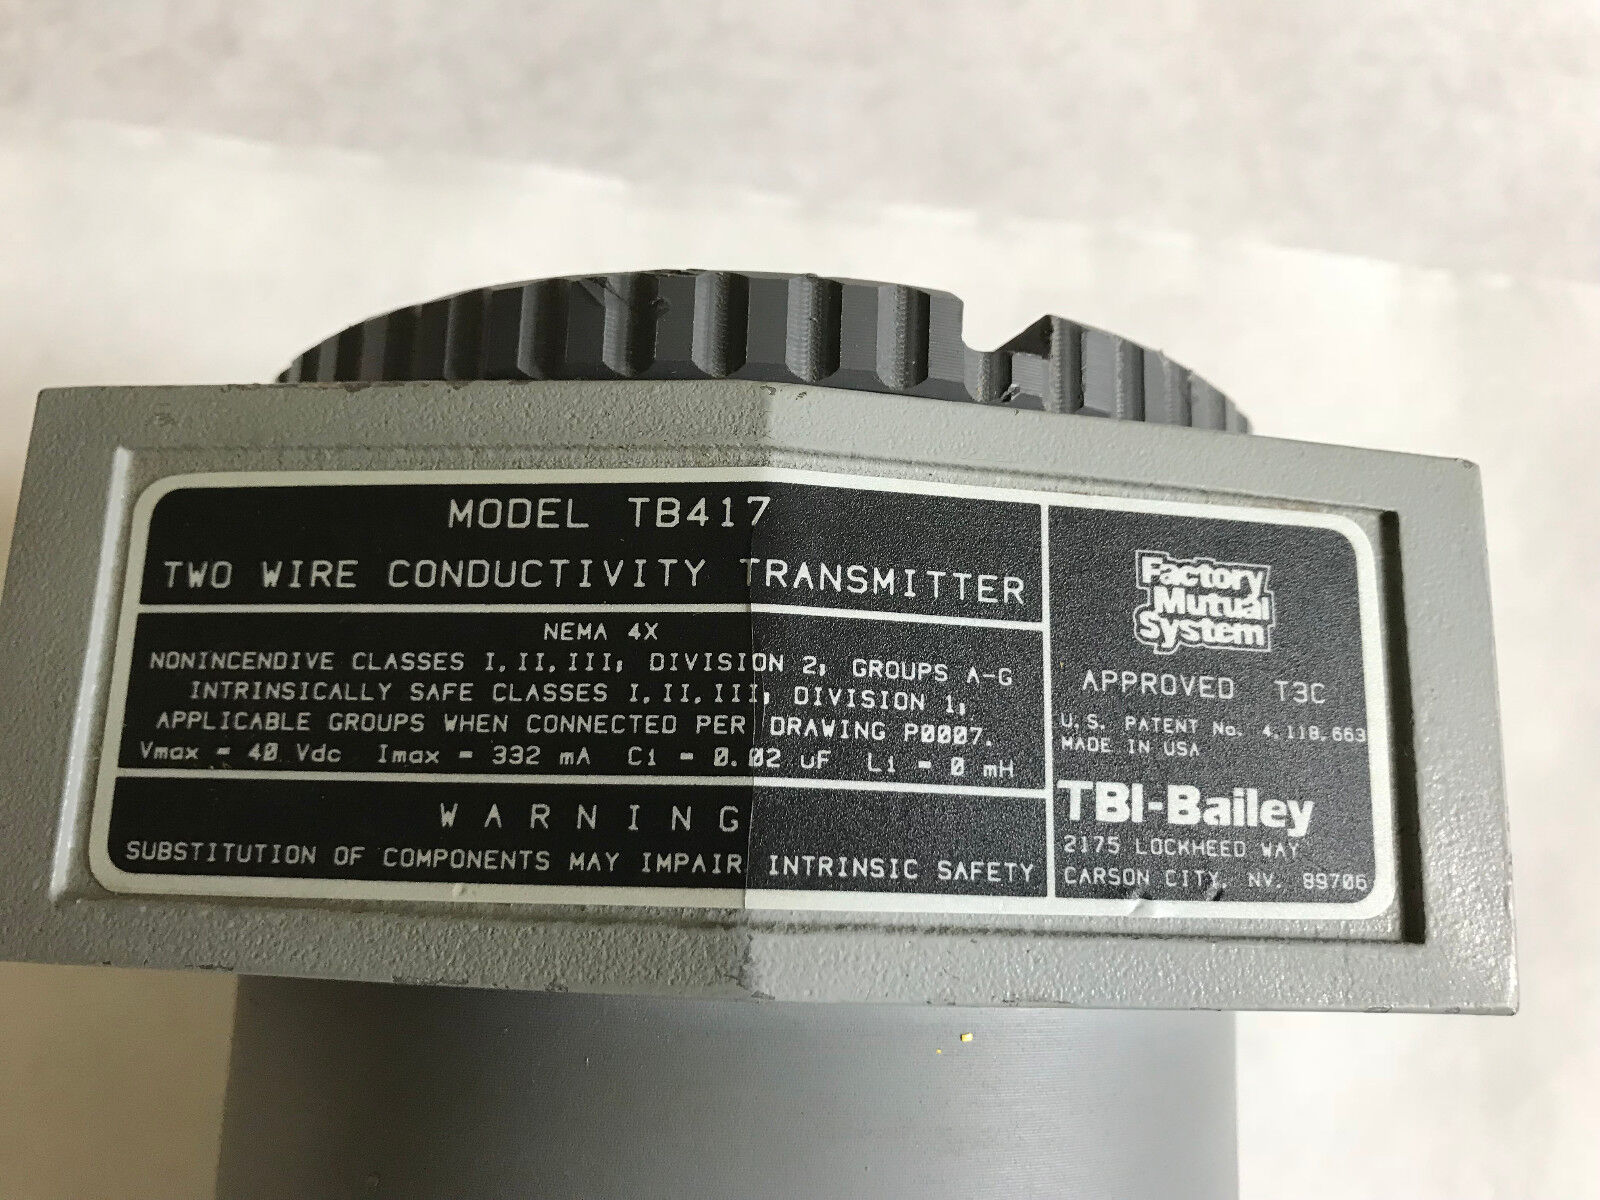 MODEL TB417
TWO WIRE CONDUCTIVITY TRANSMITTER
NEMA 4X
NONINCENDIVE CLASSES I, II, III; DIVISION 2; GROUPS A-G
INTRINSICALLY SAFE CLASSES I, II, III; DIVISION 1;
APPLICABLE GROUPS WHEN CONNECTED PER DRAWING P0007.
Vmax = 40 Vdc Imax = 332 mA Ci = 0.02 uF Li = 0 mH
WARNING
SUBSTITUTION OF COMPONENTS MAY IMPAIR INTRINSIC SAFETY
Factory
Mutual
System
APPROVED T3C
U.S. PATENT No. 4,118,663
MADE IN USA
TBI-Bailey
2175 LOCKHEED WAY
CARSON CITY, NV. 89706